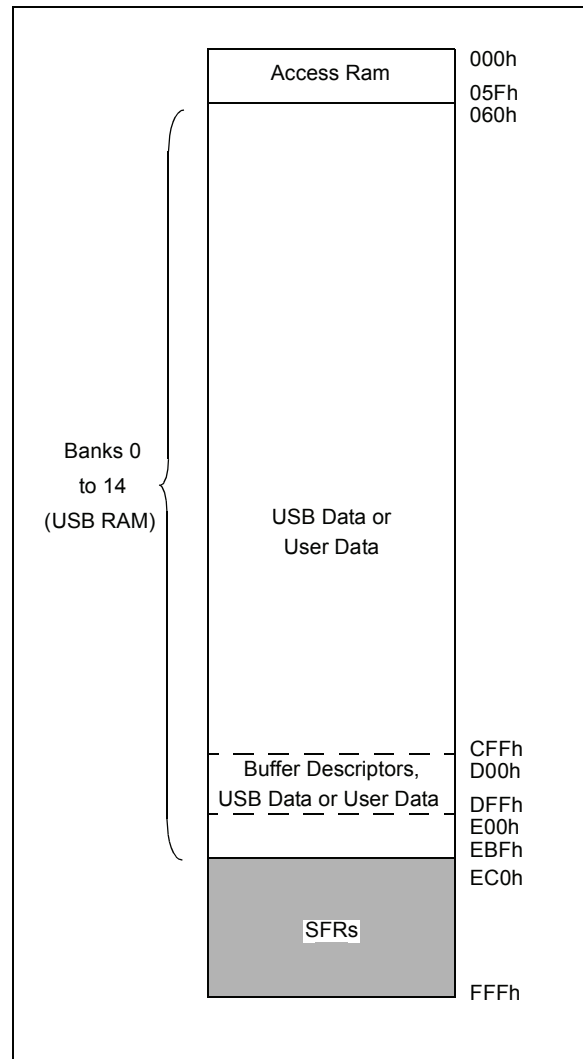 Access Ram
000h
05Fh
060h
Banks 0
to 14
(USB RAM)
USB Data or
User Data
CFFh
Buffer Descriptors,
D00h
USB Data or User Data
DFFh
E00h
EBFh
EC0h
SFRs
FFFh